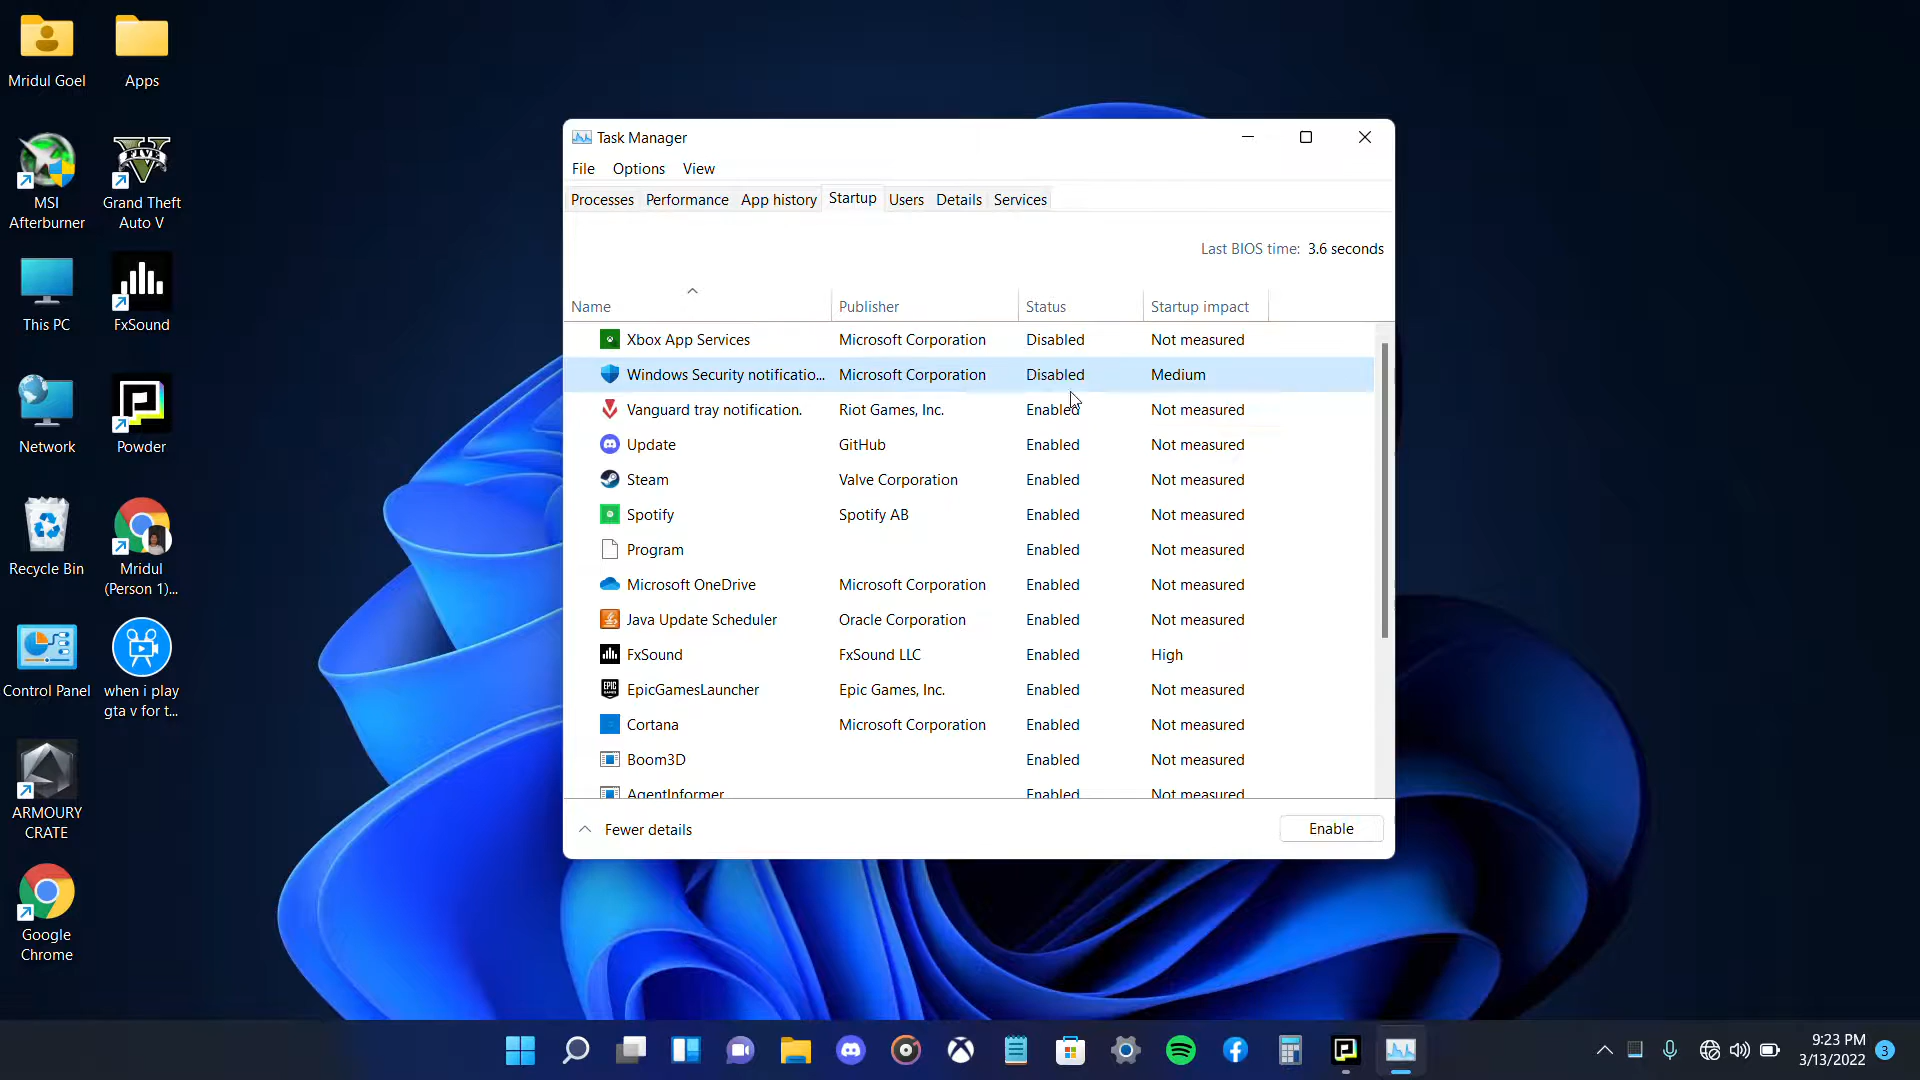 Mridul Goel
Apps
MSI
Afterburner
Grand Theft
Auto V
This PC
FxSound
Network
Powder
Recycle Bin
Mridul
(Person 1)...
Control Panel
when i play
gta v for t...
ARMOURY
CRATE
Google
Chrome
Task Manager
File Options View
Processes Performance App history Startup Users Details Services
Last BIOS time: 3.6 seconds
Name Publisher Status Startup impact
Xbox App Services Microsoft Corporation Disabled Not measured
Windows Security notificatio... Microsoft Corporation Disabled Medium
Vanguard tray notification. Riot Games, Inc. Enabled Not measured
Update GitHub Enabled Not measured
Steam Valve Corporation Enabled Not measured
Spotify Spotify AB Enabled Not measured
Program Enabled Not measured
Microsoft OneDrive Microsoft Corporation Enabled Not measured
Java Update Scheduler Oracle Corporation Enabled Not measured
FxSound FxSound LLC Enabled High
EpicGamesLauncher Epic Games, Inc. Enabled Not measured
Cortana Microsoft Corporation Enabled Not measured
Boom3D Enabled Not measured
AgentInformer Enabled Not measured
Fewer details
Enable
9:23 PM
3/13/2022
3